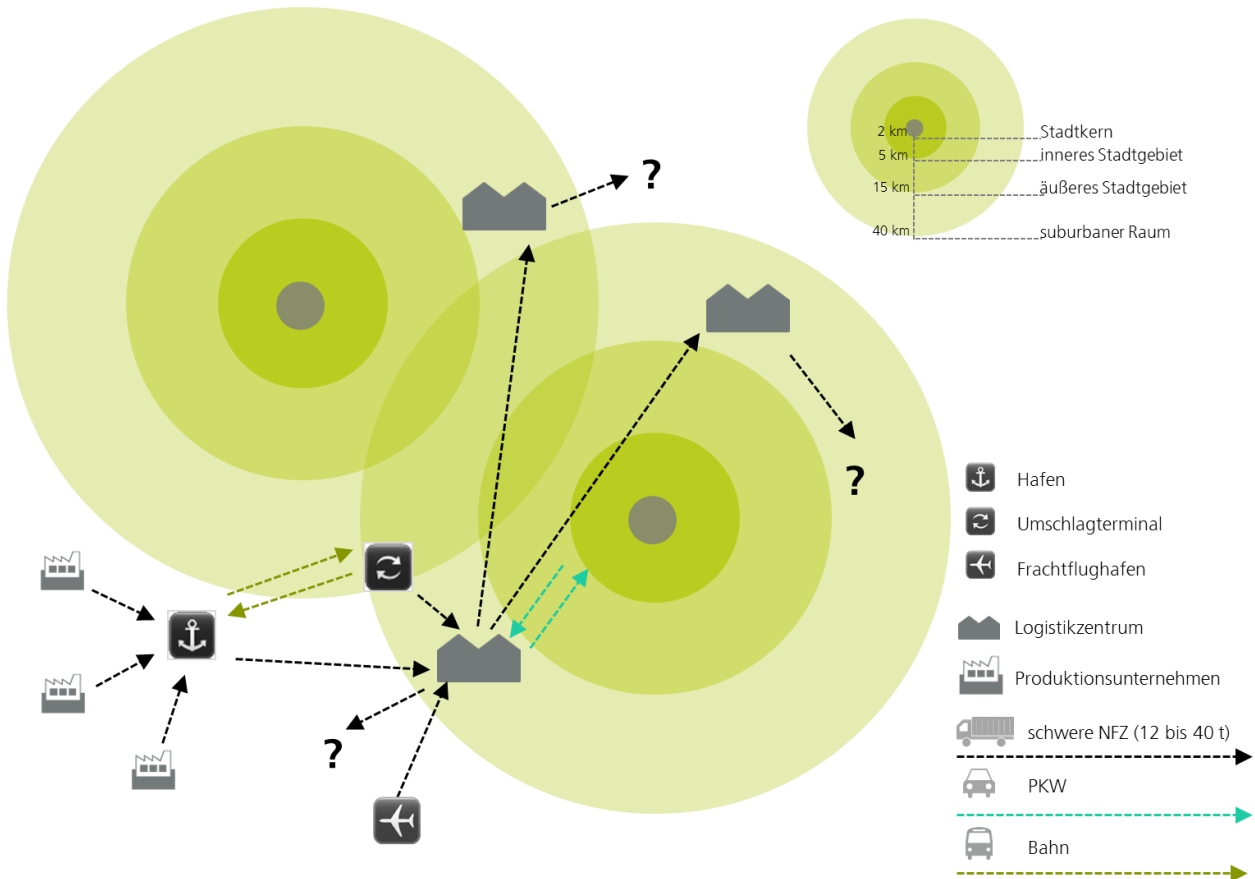 2 km
Stadtkern
5 km
inneres Stadtgebiet
15 km
äußeres Stadtgebiet
40 km
suburbaner Raum
?
?
?
Hafen
Umschlagterminal
Frachtflughafen
Logistikzentrum
Produktionsunternehmen
schwere NFZ (12 bis 40 t)
PKW
Bahn